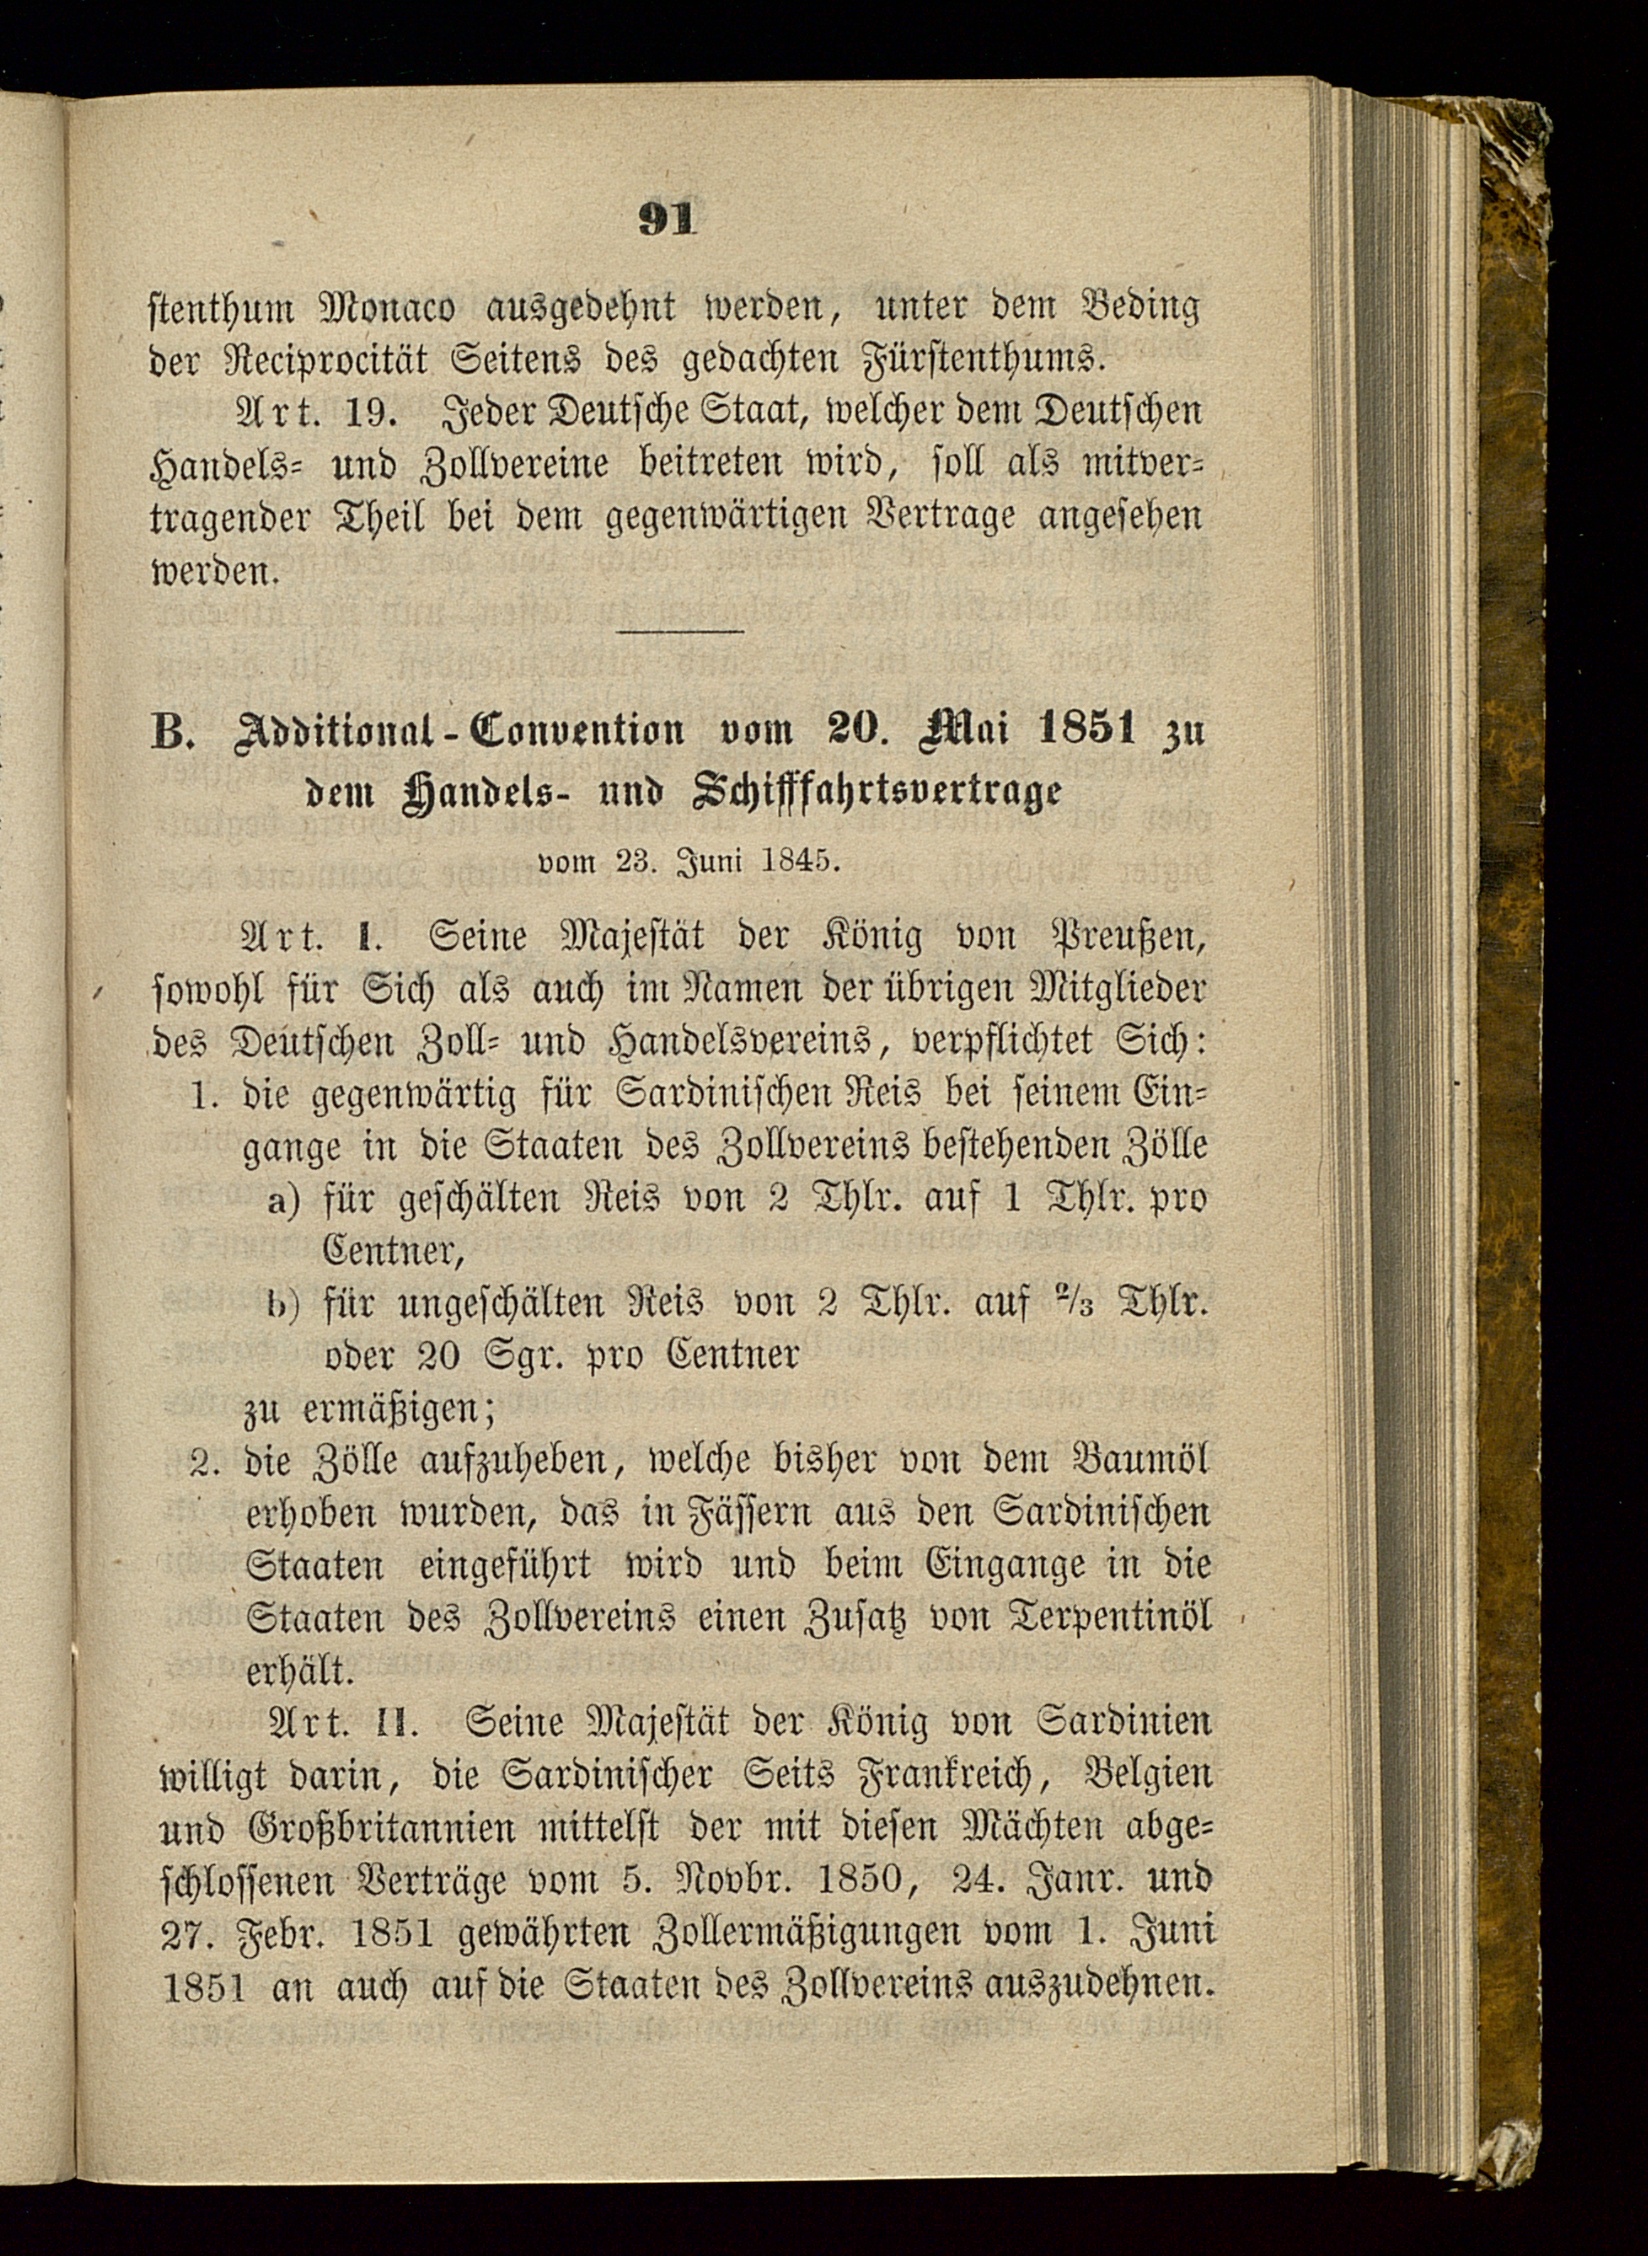 91
stenthum Monaco ausgedehnt werden, unter dem Beding
der Reciprocität Seitens des gedachten Fürstenthums.
Art. 19. Jeder Deutsche Staat, welcher dem Deutschen
Handels- und Zollvereine beitreten wird, soll als mitver-
tragender Theil bei dem gegenwärtigen Vertrage angesehen
werden.
B. Additional-Convention vom 20. Mai 1851 zu
dem Handels- und Schifffahrtsvertrage
vom 23. Juni 1845.
Art. I. Seine Majestät der König von Preußen,
sowohl für Sich als auch im Namen der übrigen Mitglieder
des Deutschen Zoll- und Handelsvereins, verpflichtet Sich:
1. die gegenwärtig für Sardinischen Reis bei seinem Ein-
gange in die Staaten des Zollvereins bestehenden Zölle
a) für geschälten Reis von 2 Thlr. auf 1 Thlr. pro
Centner,
b) für ungeschälten Reis von 2 Thlr. auf 2/3 Thlr.
oder 20 Sgr. pro Centner
zu ermäßigen;
2. die Zölle aufzuheben, welche bisher von dem Baumöl
erhoben wurden, das in Fässern aus den Sardinischen
Staaten eingeführt wird und beim Eingange in die
Staaten des Zollvereins einen Zusatz von Terpentinöl
erhält.
Art. II. Seine Majestät der König von Sardinien
willigt darin, die Sardinischer Seits Frankreich, Belgien
und Großbritannien mittelst der mit diesen Mächten abge-
schlossenen Verträge vom 5. Novbr. 1850, 24. Janr. und
27. Febr. 1851 gewährten Zollermäßigungen vom 1. Juni
1851 an auch auf die Staaten des Zollvereins auszudehnen.